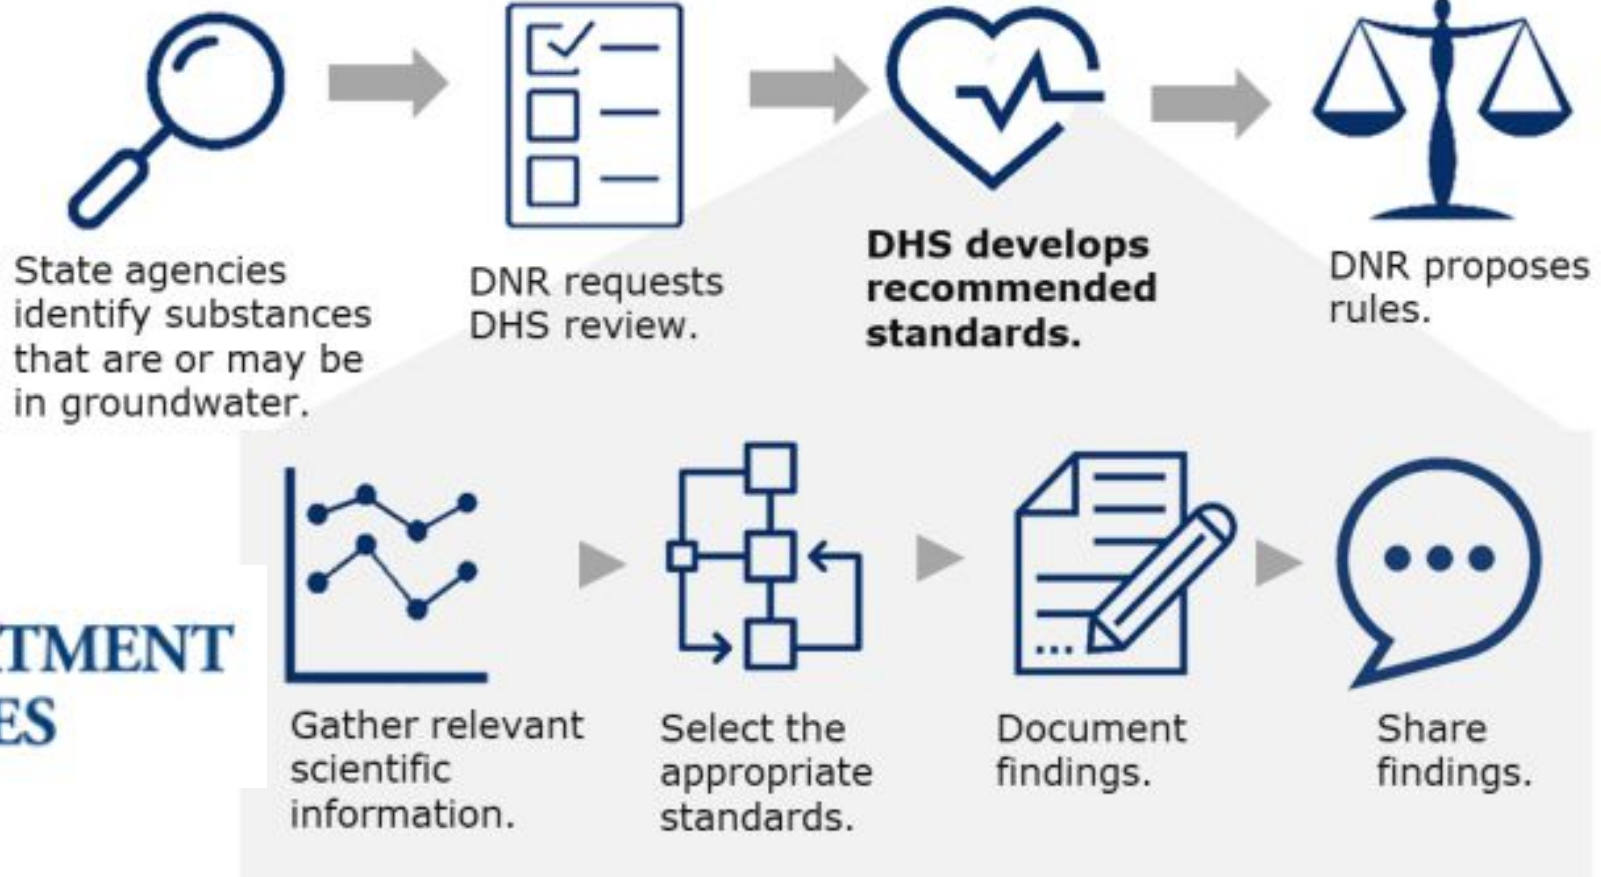 State agencies
identify substances
that are or may be
in groundwater.
DNR requests
DHS review.
DHS develops
recommended
standards.
DNR proposes
rules.
TMENT
ES
Gather relevant
scientific
information.
Select the
appropriate
standards.
Document
findings.
Share
findings.